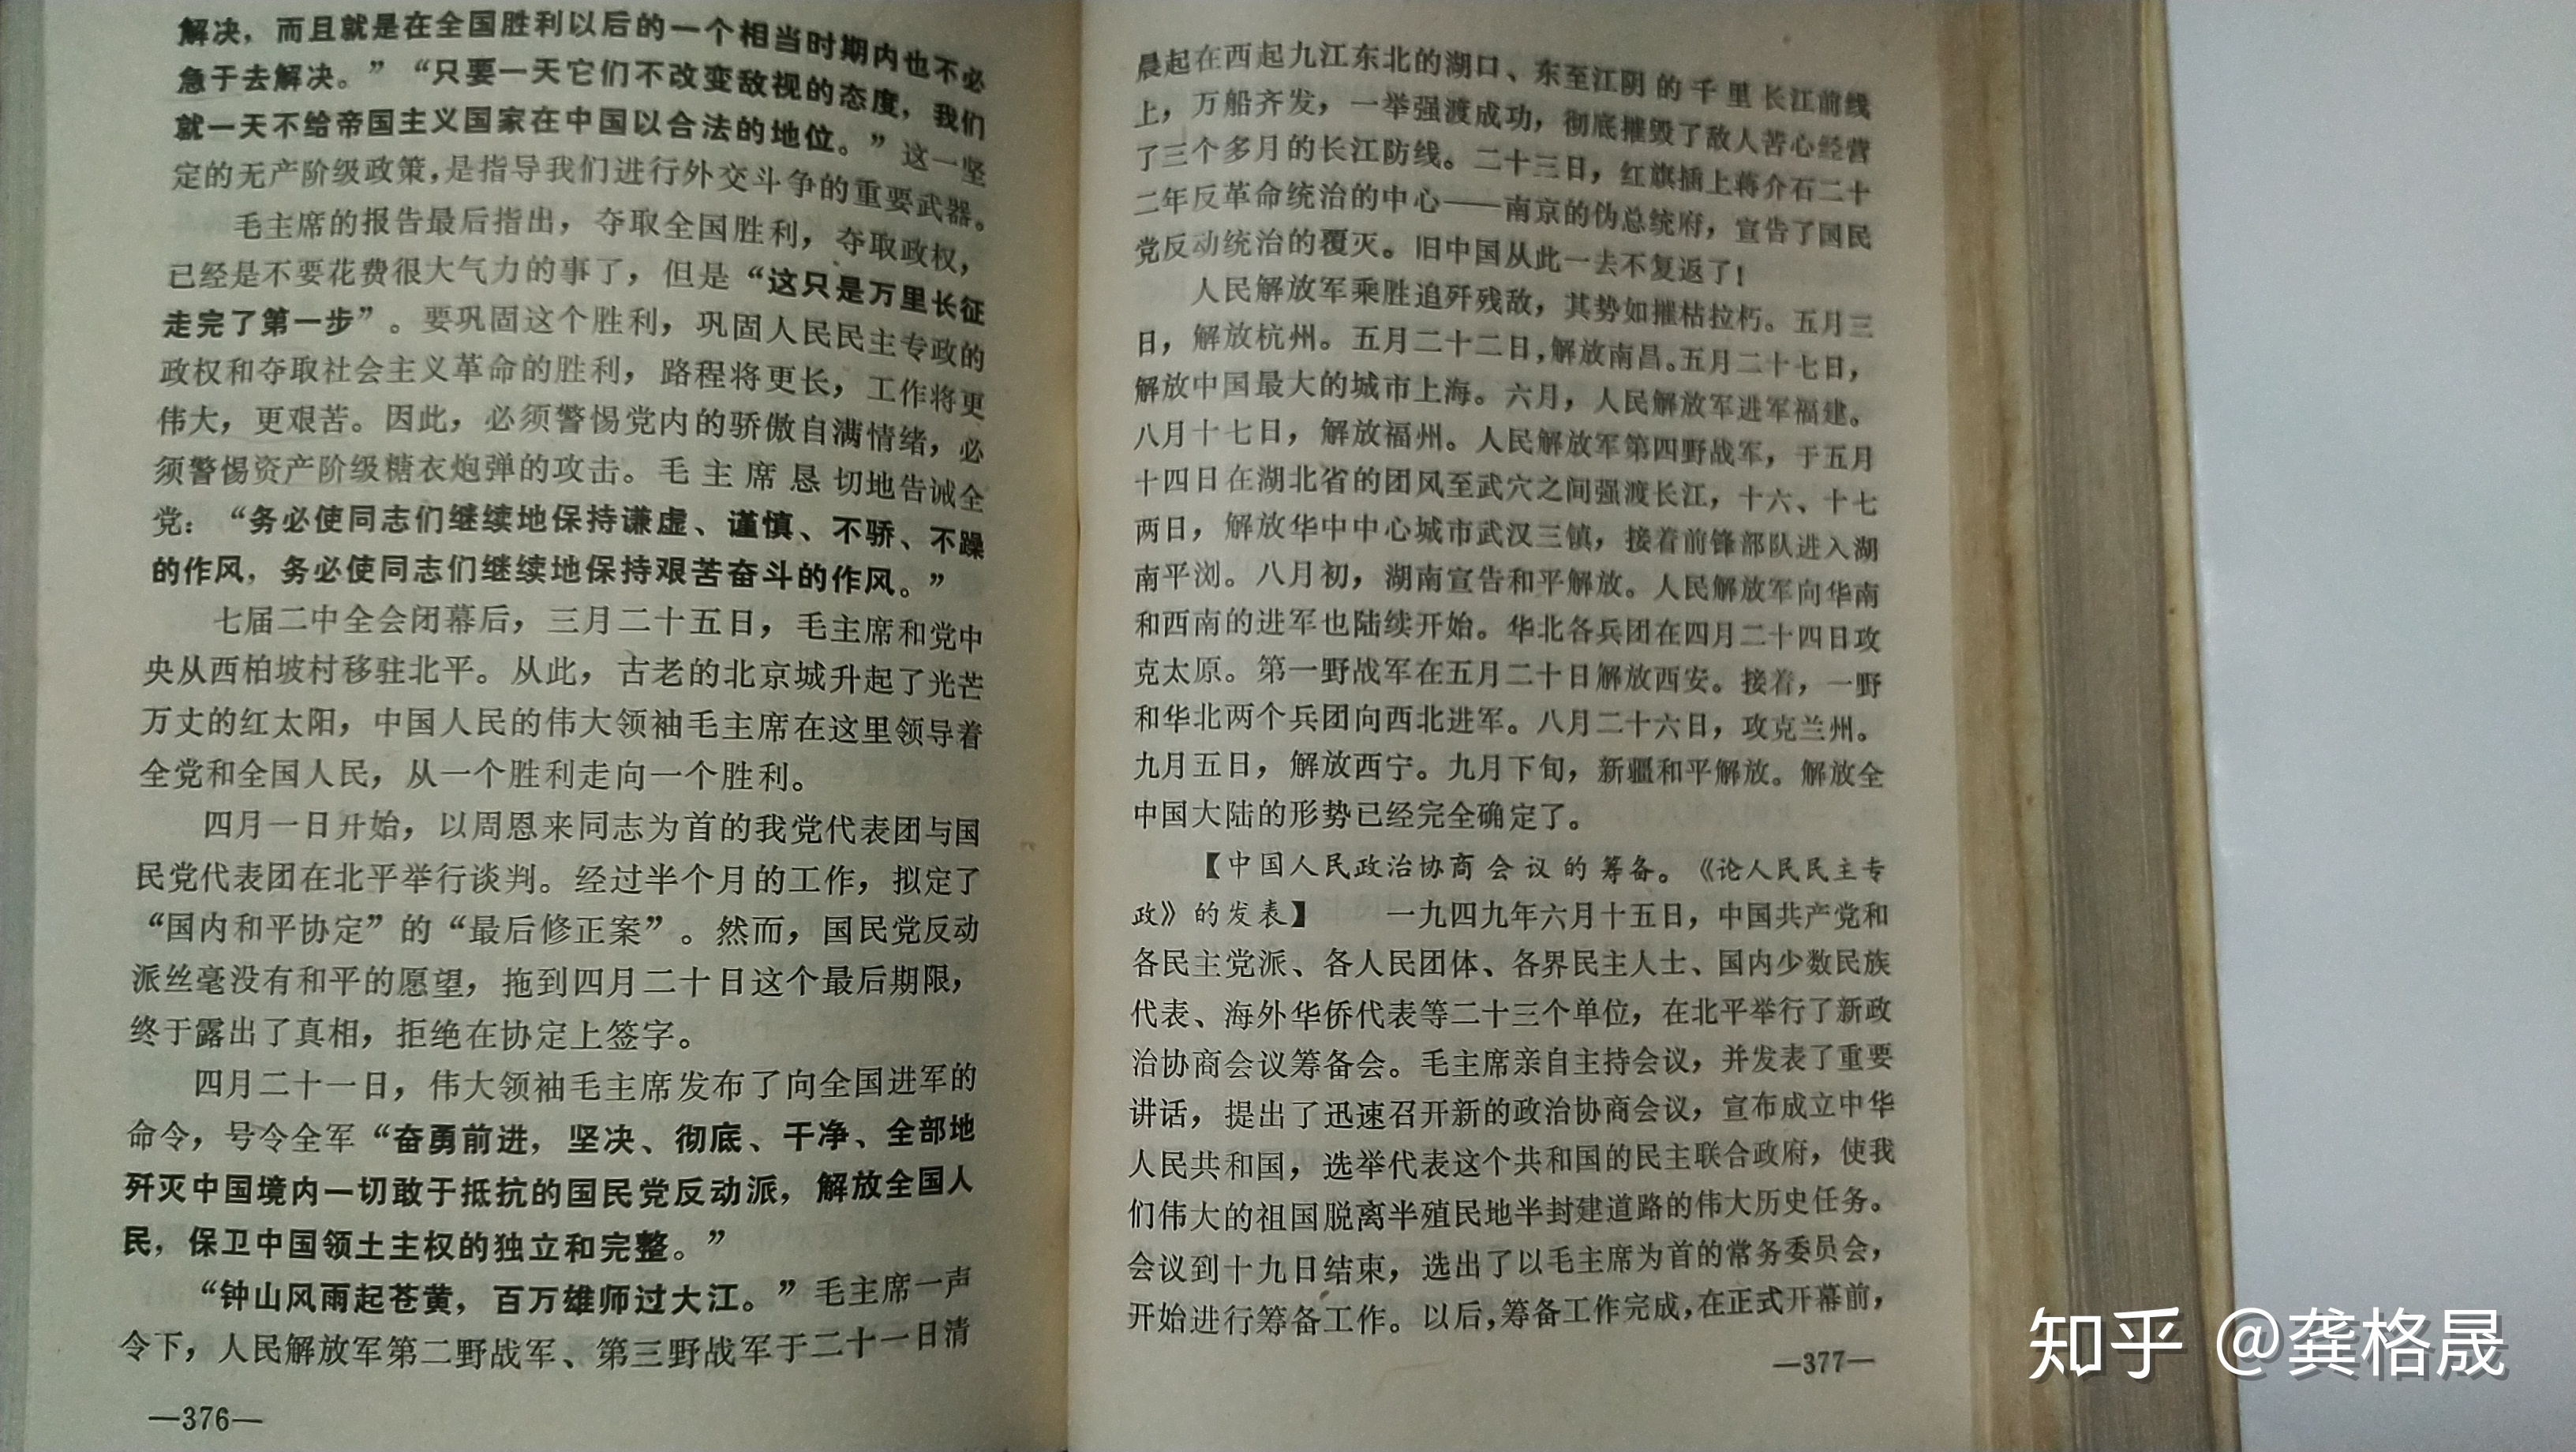 解决，而且就是在全国胜利以后的一个相当时期内也不必
急于去解决。”“只要一天它们不改变敌视的态度，我们
就一天不给帝国主义国家在中国以合法的地位。”这一坚
定的无产阶级政策，是指导我们进行外交斗争的重要武器。
毛主席的报告最后指出，夺取全国胜利，夺取政权，
已经是不要花费很大气力的事了，但是“这只是万里长征
走完了第一步”。要巩固这个胜利，巩固人民民主专政的
政权和夺取社会主义革命的胜利，路程将更长，工作将更
伟大，更艰苦。因此，必须警惕党内的骄傲自满情绪，必
须警惕资产阶级糖衣炮弹的攻击。毛主席恳切地告诫全
党：“务必使同志们继续地保持谦虚、谨慎、不骄、不躁
的作风，务必使同志们继续地保持艰苦奋斗的作风。”
七届二中全会闭幕后，三月二十五日，毛主席和党中
央从西柏坡村移驻北平。从此，古老的北京城升起了光芒
万丈的红太阳，中国人民的伟大领袖毛主席在这里领导着
全党和全国人民，从一个胜利走向一个胜利。
四月一日开始，以周恩来同志为首的我党代表团与国
民党代表团在北平举行谈判。经过半个月的工作，拟定了
“国内和平协定”的“最后修正案”。然而，国民党反动
派丝毫没有和平的愿望，拖到四月二十日这个最后期限，
终于露出了真相，拒绝在协定上签字。
四月二十一日，伟大领袖毛主席发布了向全国进军的
命令，号令全军“奋勇前进，坚决、彻底、干净、全部地
歼灭中国境内一切敢于抵抗的国民党反动派，解放全国人
民，保卫中国领土主权的独立和完整。”
“钟山风雨起苍黄，百万雄师过大江。”毛主席一声
令下，人民解放军第二野战军、第三野战军于二十一日清
—376—
晨起在西起九江东北的湖口、东至江阴的千里长江前线
上，万船齐发，一举强渡成功，彻底摧毁了敌人苦心经营
了三个多月的长江防线。二十三日，红旗插上蒋介石二十
二年反革命统治的中心——南京的伪总统府，宣告了国民
党反动统治的覆灭。旧中国从此一去不复返了！
人民解放军乘胜追歼残敌，其势如摧枯拉朽。五月三
日，解放杭州。五月二十二日，解放南昌。五月二十七日，
解放中国最大的城市上海。六月，人民解放军进军福建。
八月十七日，解放福州。人民解放军第四野战军，于五月
十四日在湖北省的团风至武穴之间强渡长江，十六、十七
两日，解放华中中心城市武汉三镇，接着前锋部队进入湖
南平浏。八月初，湖南宣告和平解放。人民解放军向华南
和西南的进军也陆续开始。华北各兵团在四月二十四日攻
克太原。第一野战军在五月二十日解放西安。接着，一野
和华北两个兵团向西北进军。八月二十六日，攻克兰州。
九月五日，解放西宁。九月下旬，新疆和平解放。解放全
中国大陆的形势已经完全确定了。
【中国人民政治协商会议的筹备。《论人民民主专
政》的发表】 一九四九年六月十五日，中国共产党和
各民主党派、各人民团体、各界民主人士、国内少数民族
代表、海外华侨代表等二十三个单位，在北平举行了新政
治协商会议筹备会。毛主席亲自主持会议，并发表了重要
讲话，提出了迅速召开新的政治协商会议，宣布成立中华
人民共和国，选举代表这个共和国的民主联合政府，使我
们伟大的祖国脱离半殖民地半封建道路的伟大历史任务。
会议到十九日结束，选出了以毛主席为首的常务委员会，
开始进行筹备工作。以后，筹备工作完成，在正式开幕前，
—377—
知乎 @龚格晟